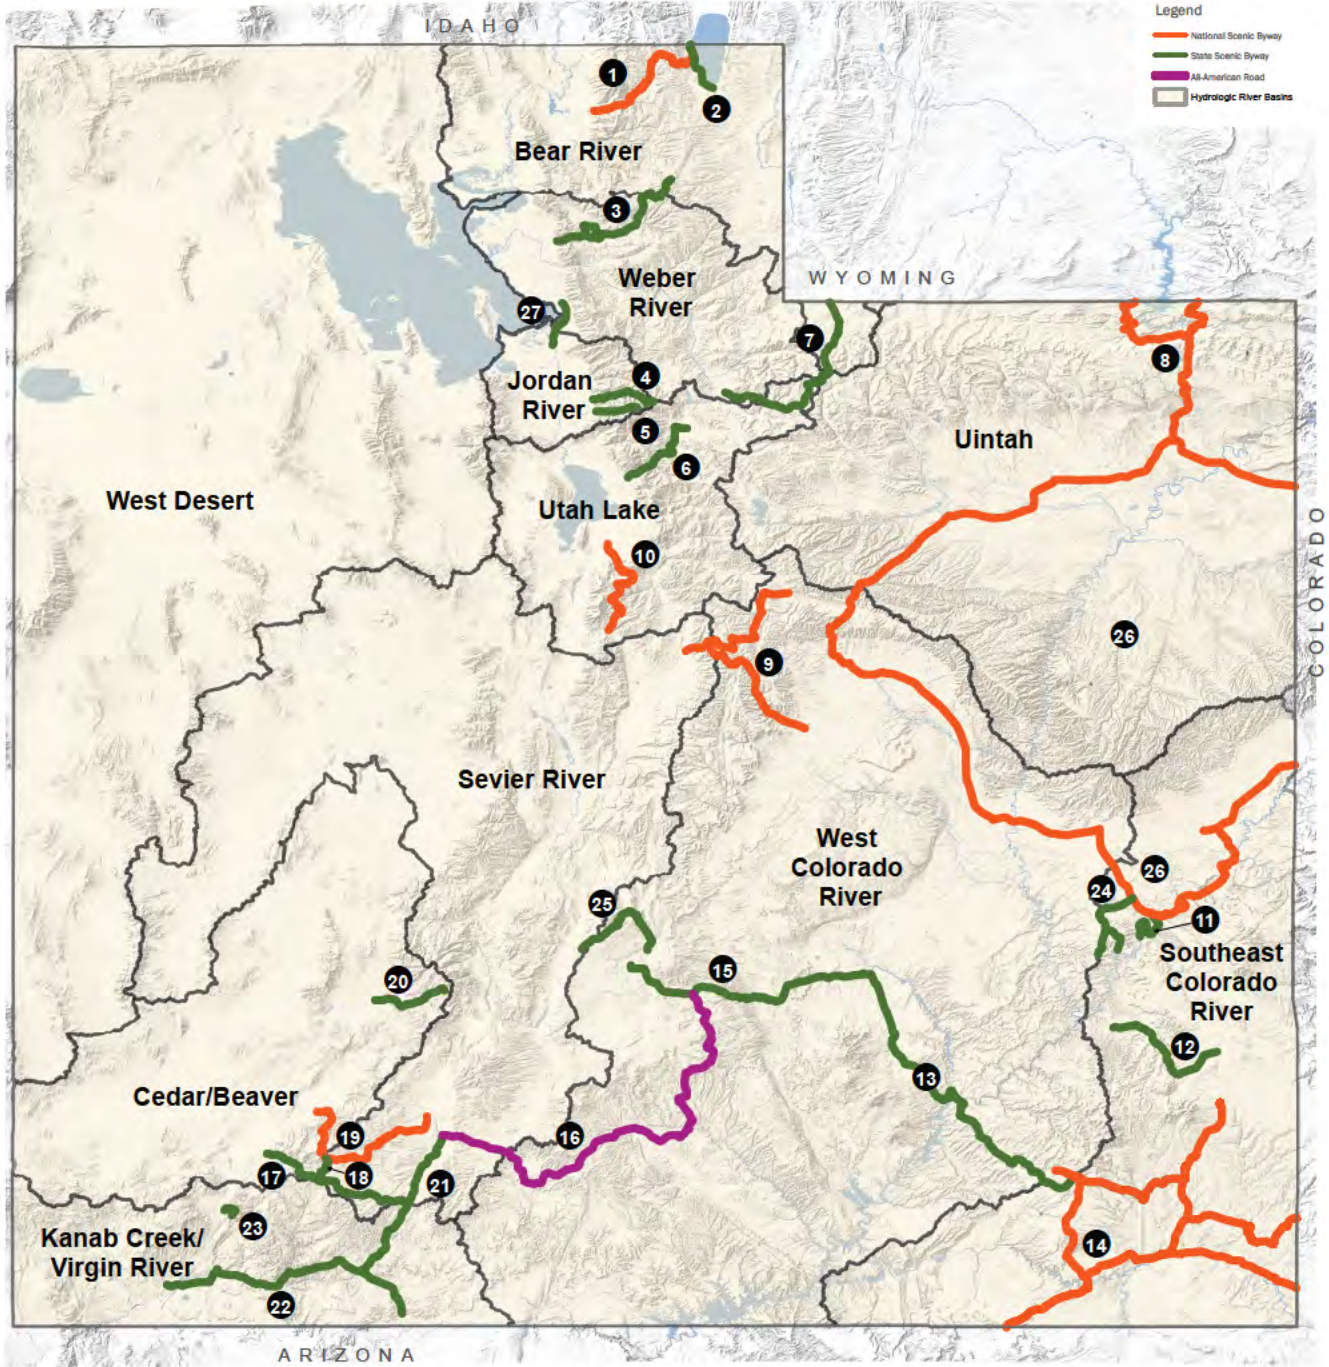 IDAHO
Legend
National Scenic Byway
State Scenic Byway
All-American Road
Hydrologic River Basins
1
2
Bear River
3
Weber
River
WYOMING
27
7
8
4
Jordan
River
5
Uintah
6
West Desert
Utah Lake
10
COLORADO
26
9
Sevier River
West
Colorado
River
26
24
25
11
Southeast
Colorado
River
15
20
12
13
Cedar/Beaver
19
16
17
18
21
23
Kanab Creek/
Virgin River
14
22
ARIZONA